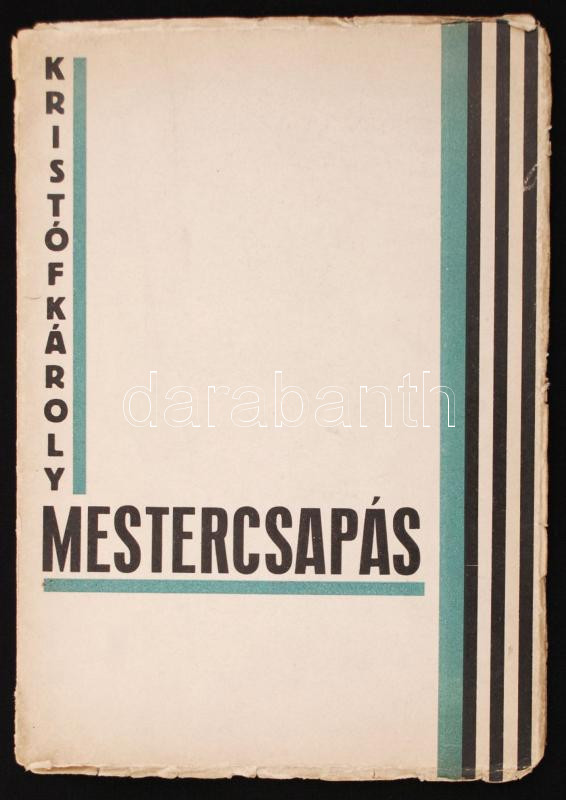 KRISTÓF KÁROLY
MESTERCSAPÁS
darabanth